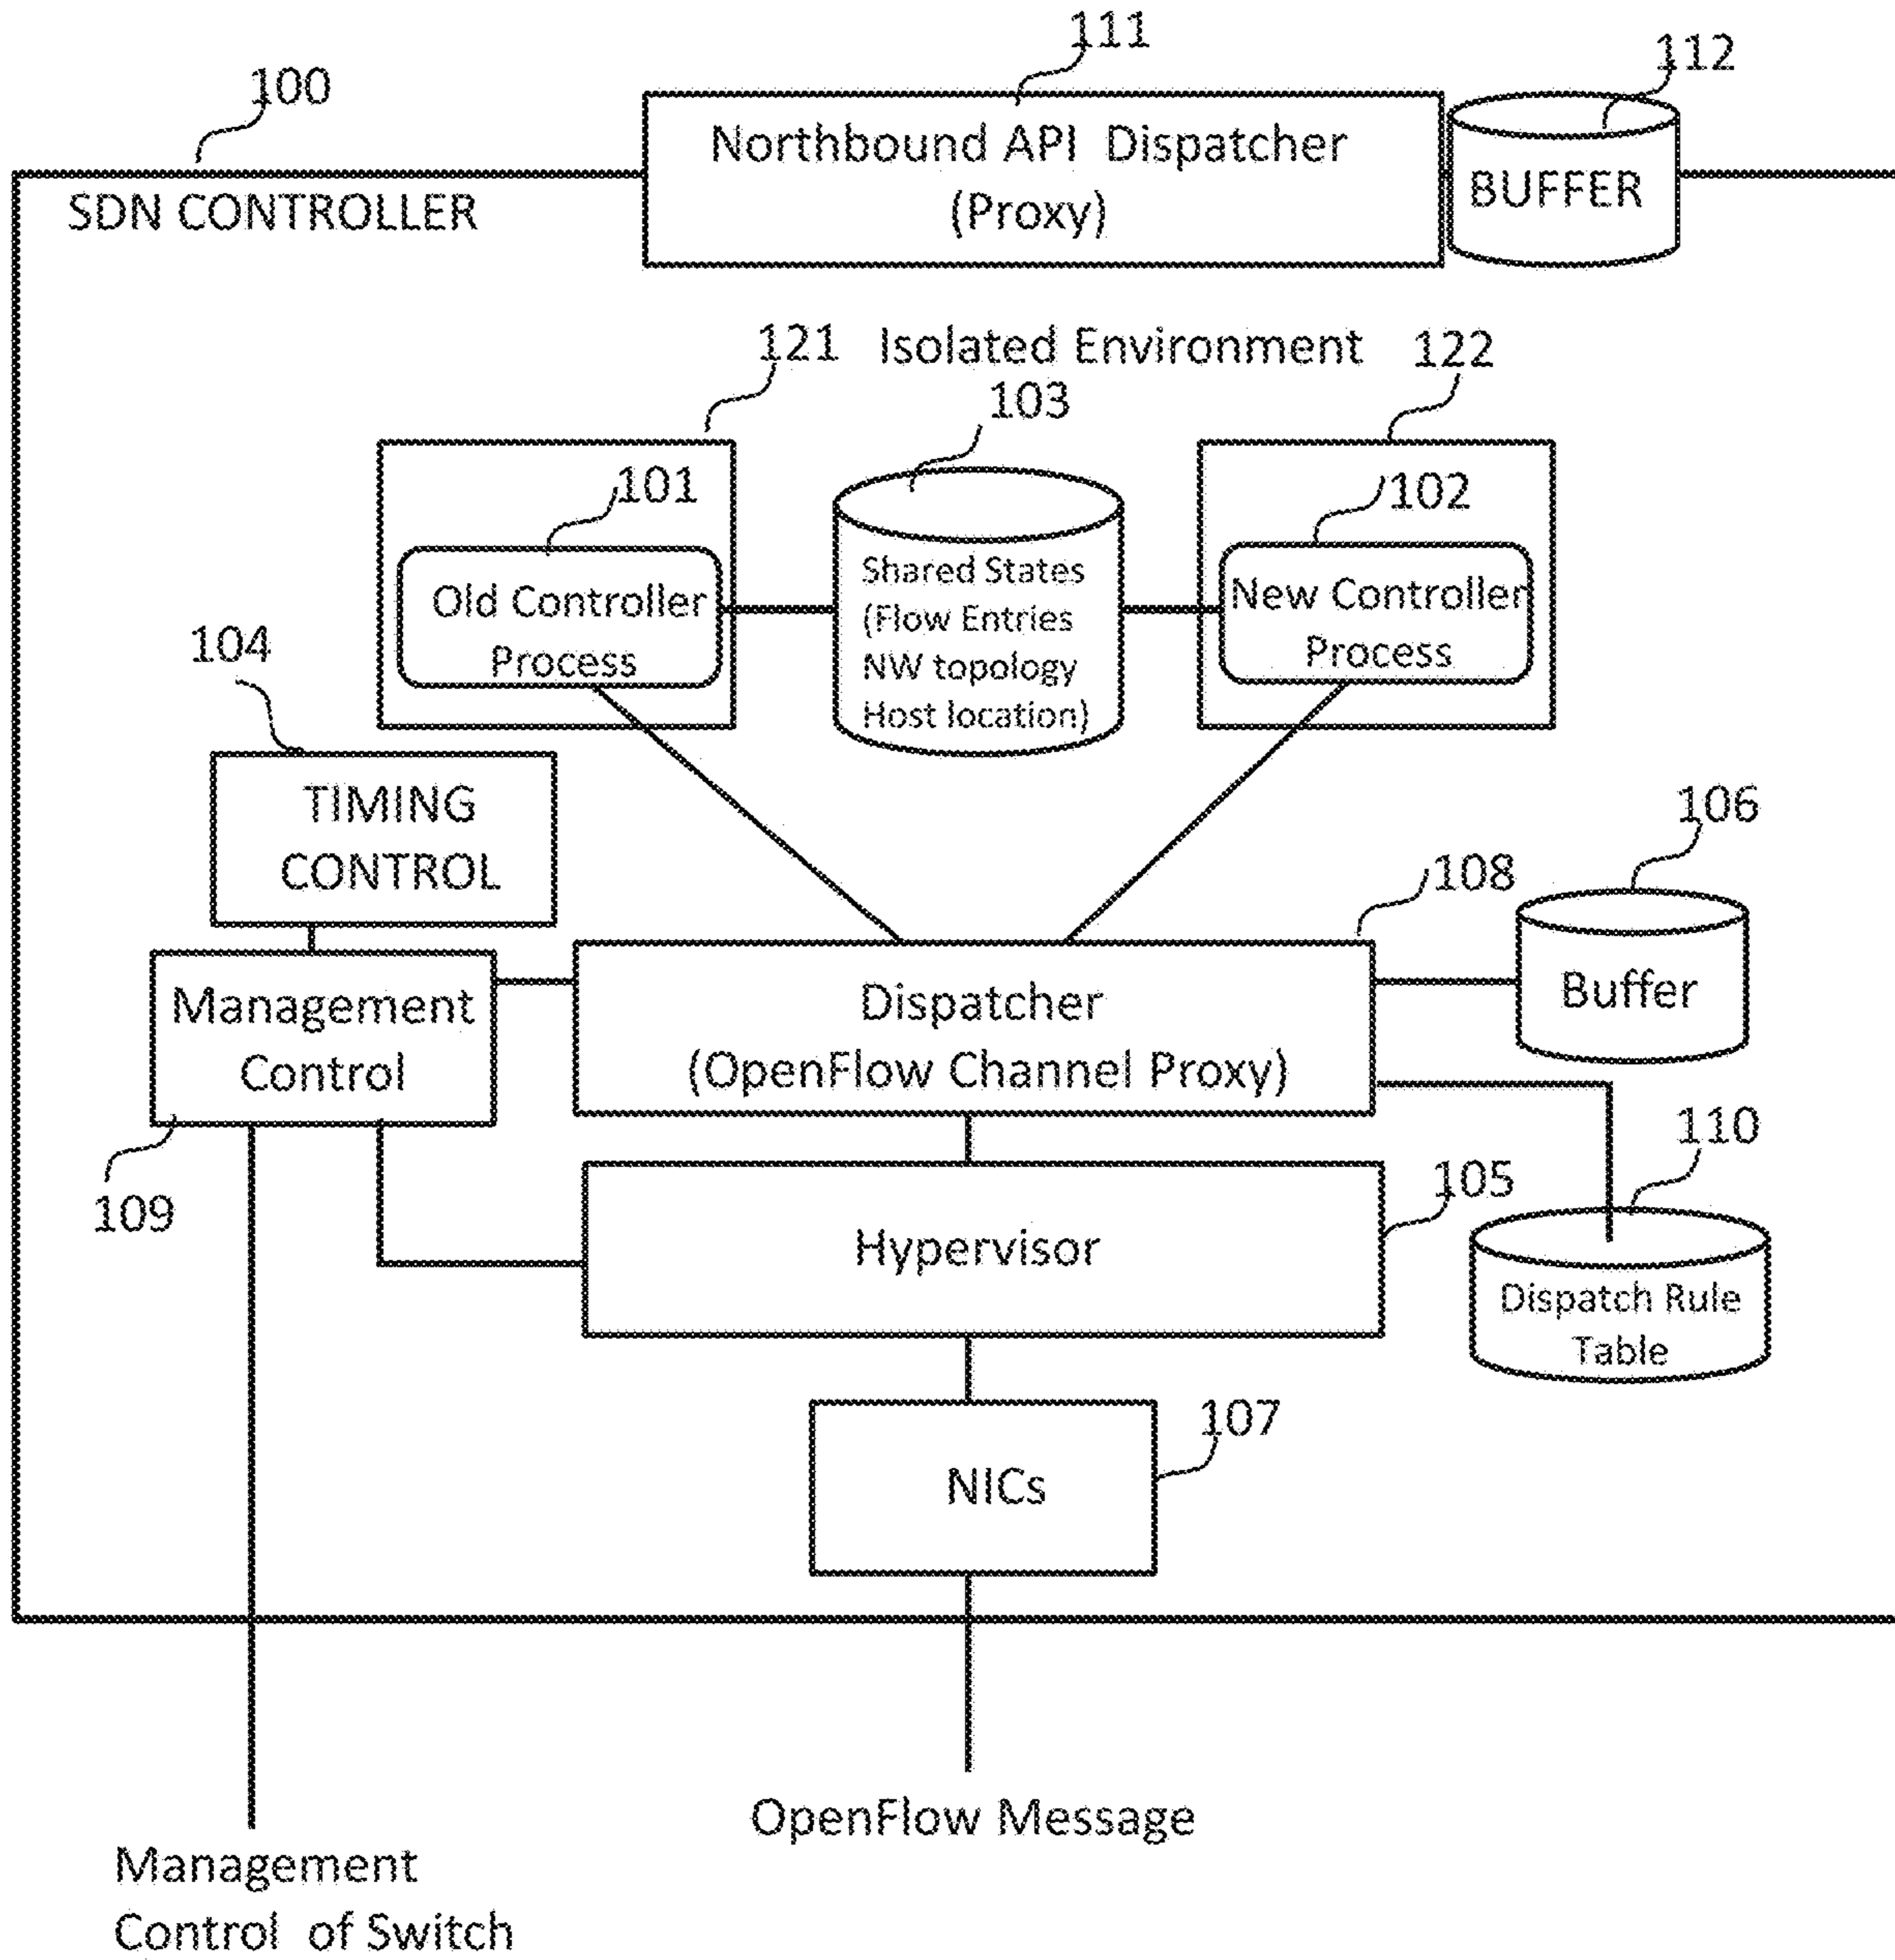 111
112
100
Northbound API Dispatcher
(Proxy)
BUFFER
SDN CONTROLLER
121
Isolated Environment
122
103
101
102
Shared States
(Flow Entries
NW topology
Host location)
Old Controller
Process
New Controller
Process
104
TIMING
CONTROL
106
108
Management
Control
Dispatcher
(OpenFlow Channel Proxy)
Buffer
110
109
105
Hypervisor
Dispatch Rule
Table
107
NICs
OpenFlow Message
Management
Control of Switch